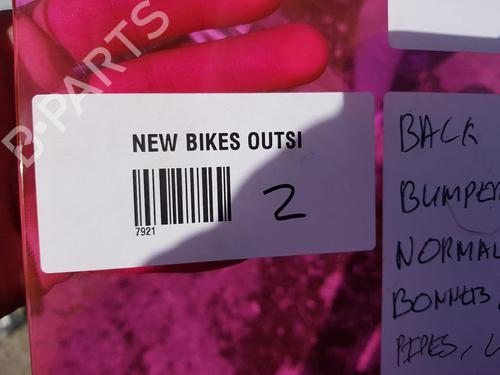 B-PARTS
NEW BIKES OUTSI
7921
2
BACK
BUMPER
NORMAL
BONNETS,
PIPES, L